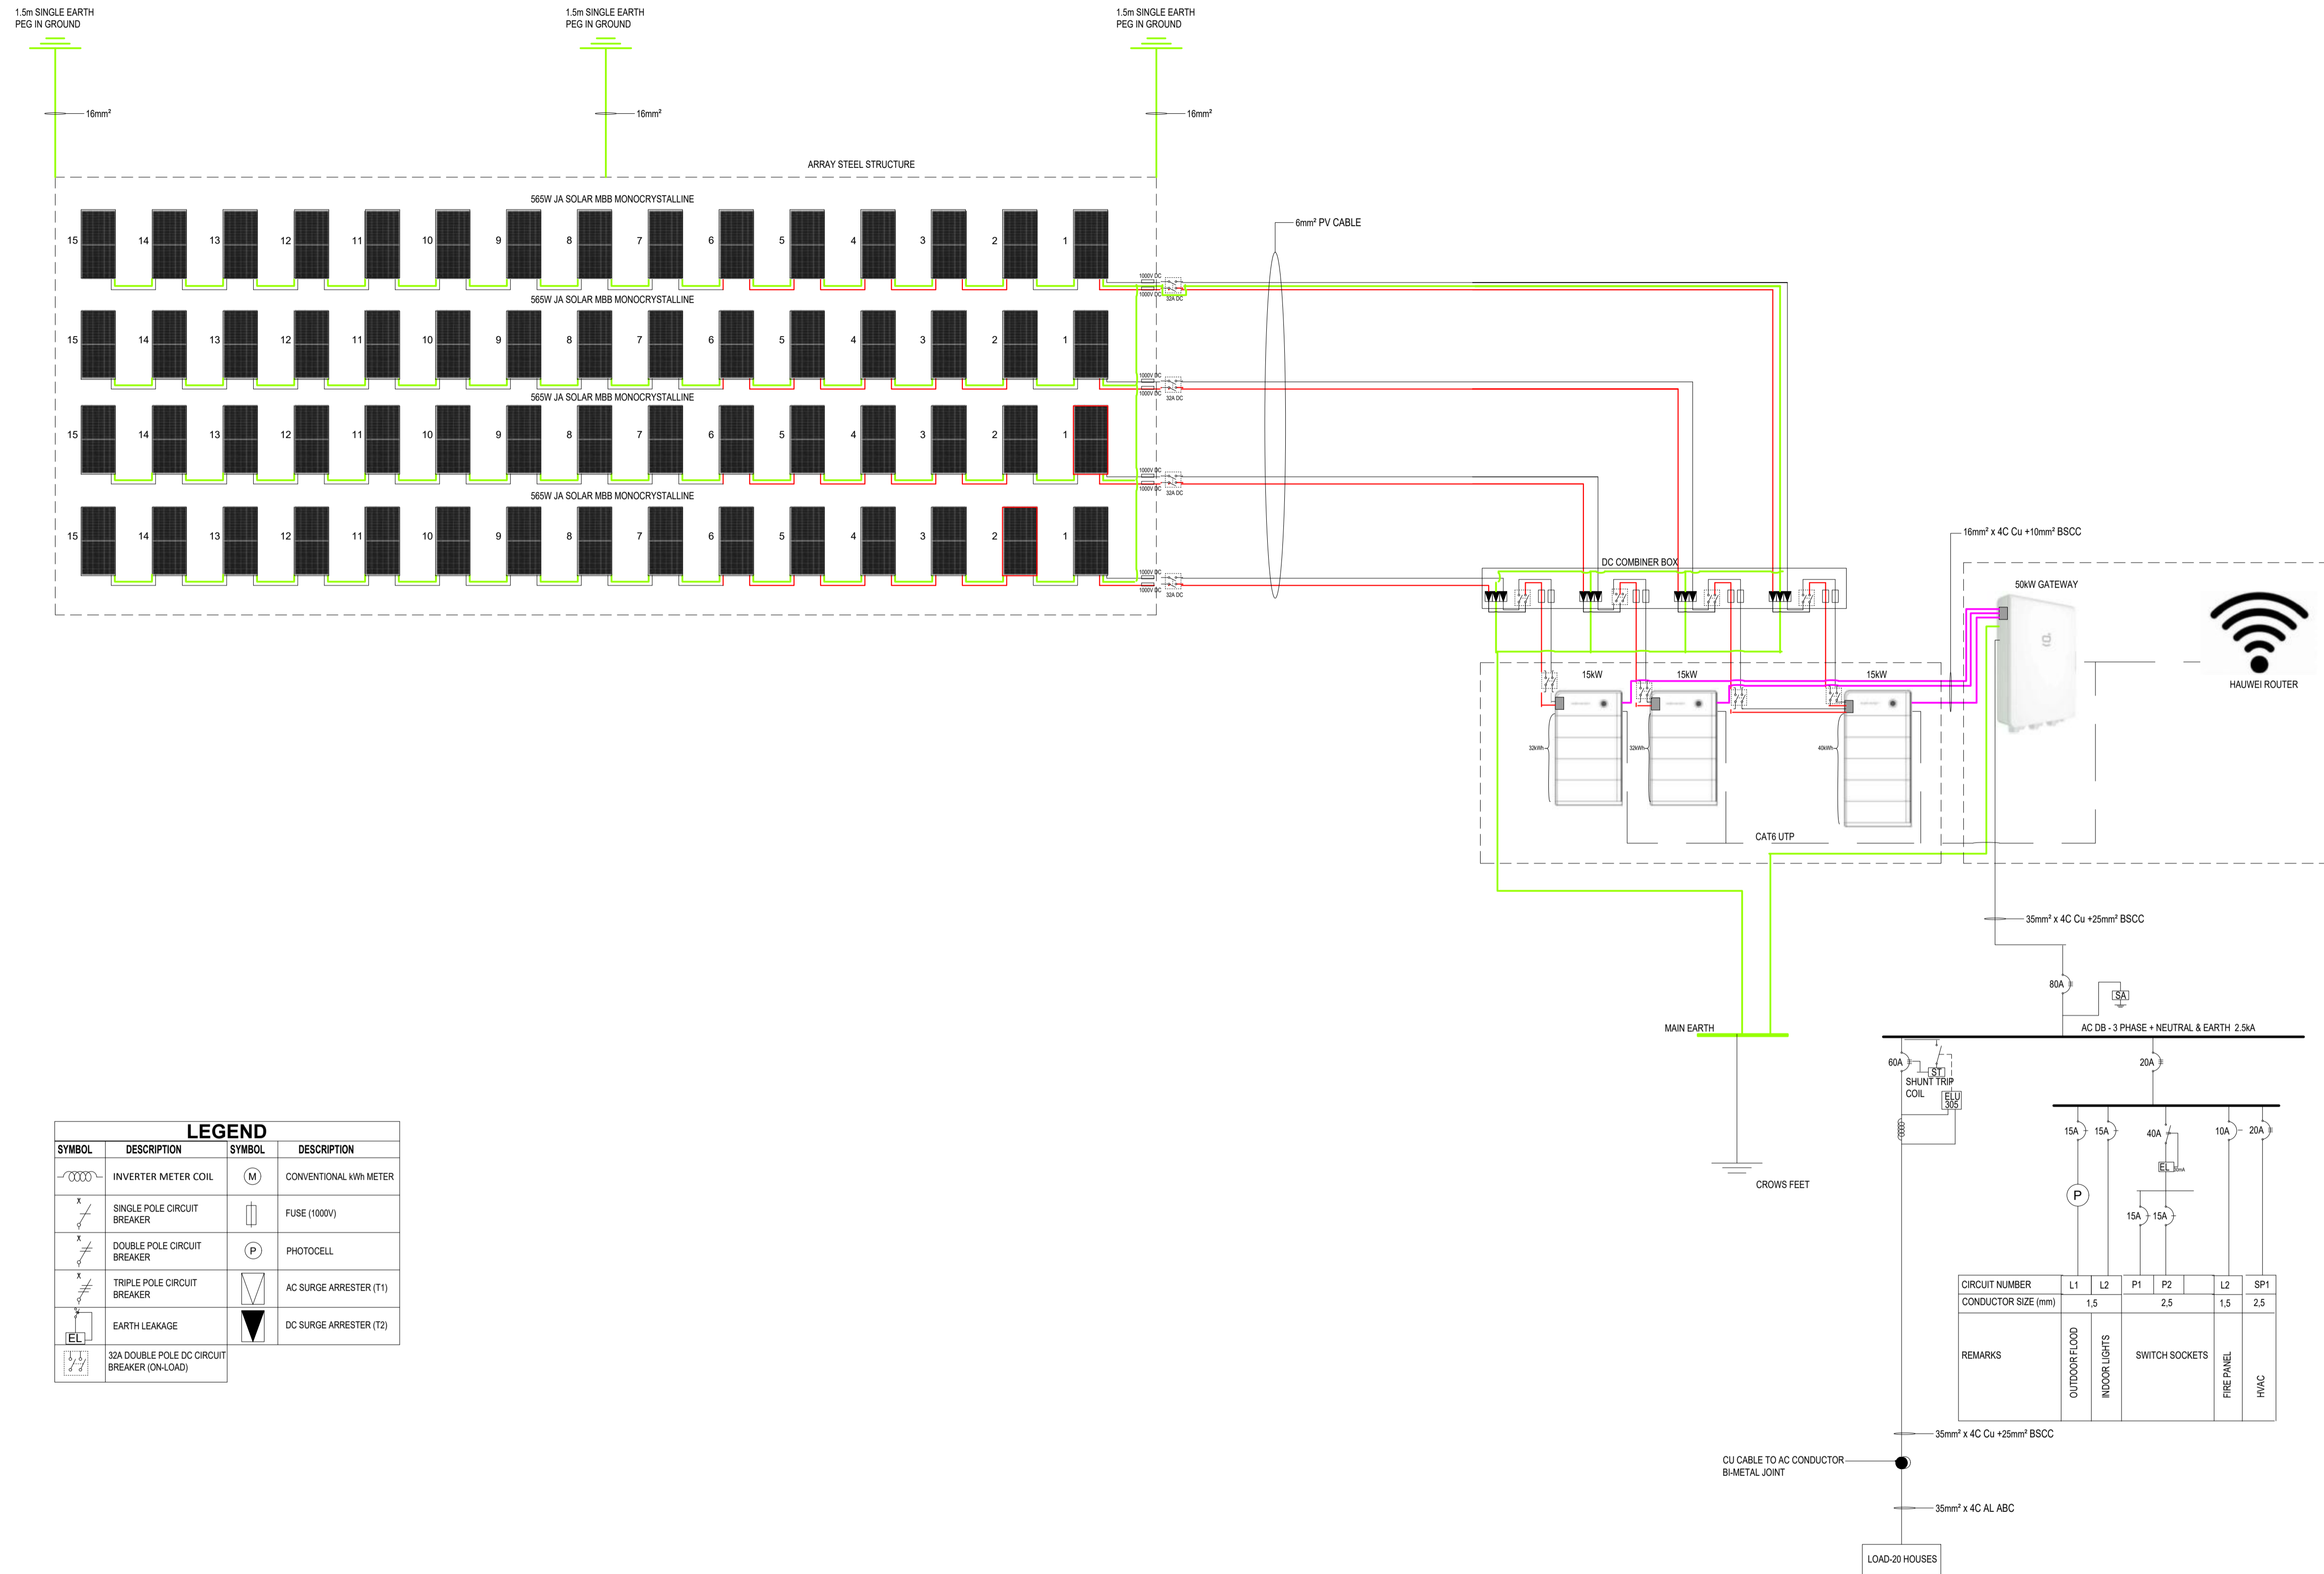 1.5m SINGLE EARTH
PEG IN GROUND
1.5m SINGLE EARTH
PEG IN GROUND
1.5m SINGLE EARTH
PEG IN GROUND
16mm²
16mm²
16mm²
ARRAY STEEL STRUCTURE
565W JA SOLAR MBB MONOCRYSTALLINE
15 14 13 12 11 10 9 8 7 6 5 4 3 2 1
565W JA SOLAR MBB MONOCRYSTALLINE
15 14 13 12 11 10 9 8 7 6 5 4 3 2 1
565W JA SOLAR MBB MONOCRYSTALLINE
15 14 13 12 11 10 9 8 7 6 5 4 3 2 1
565W JA SOLAR MBB MONOCRYSTALLINE
15 14 13 12 11 10 9 8 7 6 5 4 3 2 1
1000V DC
1000V DC
32A DC
1000V DC
1000V DC
32A DC
1000V DC
1000V DC
32A DC
1000V DC
1000V DC
32A DC
6mm² PV CABLE
DC COMBINER BOX
16mm² x 4C Cu +10mm² BSCC
50kW GATEWAY
HAUWEI ROUTER
15kW
15kW
15kW
32kWh
32kWh
40kWh
CAT6 UTP
35mm² x 4C Cu +25mm² BSCC
80A
SA
MAIN EARTH
CROWS FEET
AC DB - 3 PHASE + NEUTRAL & EARTH 2.5kA
60A
ST
SHUNT TRIP
COIL
ELU
305
20A
15A
15A
40A
10A
20A
EL
30mA
P
15A
15A
CIRCUIT NUMBER L1 L2 P1 P2 L2 SP1
CONDUCTOR SIZE (mm) 1,5 2,5 1,5 2,5
REMARKS
OUTDOOR FLOOD
INDOOR LIGHTS
SWITCH SOCKETS
FIRE PANEL
HVAC
35mm² x 4C Cu +25mm² BSCC
CU CABLE TO AC CONDUCTOR
BI-METAL JOINT
35mm² x 4C AL ABC
LOAD-20 HOUSES
LEGEND
SYMBOL DESCRIPTION SYMBOL DESCRIPTION
INVERTER METER COIL
M
CONVENTIONAL kWh METER
X
SINGLE POLE CIRCUIT
BREAKER
FUSE (1000V)
X
DOUBLE POLE CIRCUIT
BREAKER
P
PHOTOCELL
X
TRIPLE POLE CIRCUIT
BREAKER
AC SURGE ARRESTER (T1)
EL
EARTH LEAKAGE
DC SURGE ARRESTER (T2)
32A DOUBLE POLE DC CIRCUIT
BREAKER (ON-LOAD)